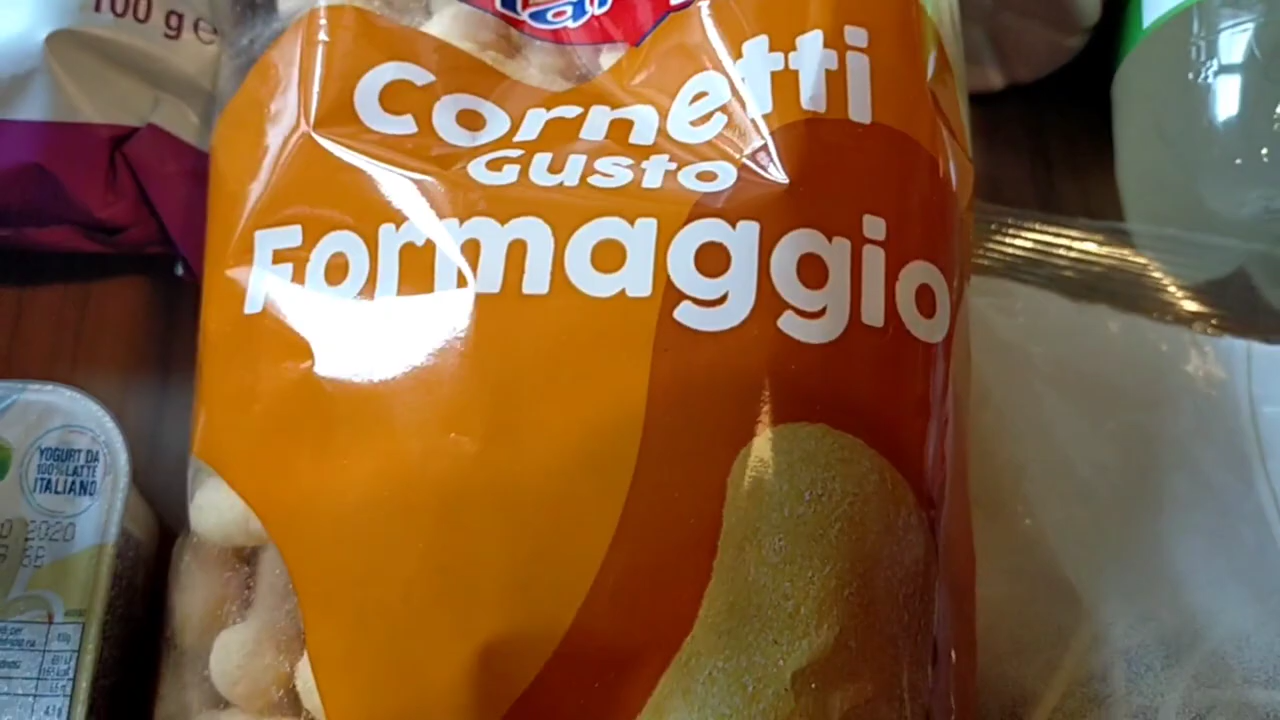 100 g e
Cornetti
Gusto
Formaggio
YOGURT DA
100% LATTE
ITALIANO
2020